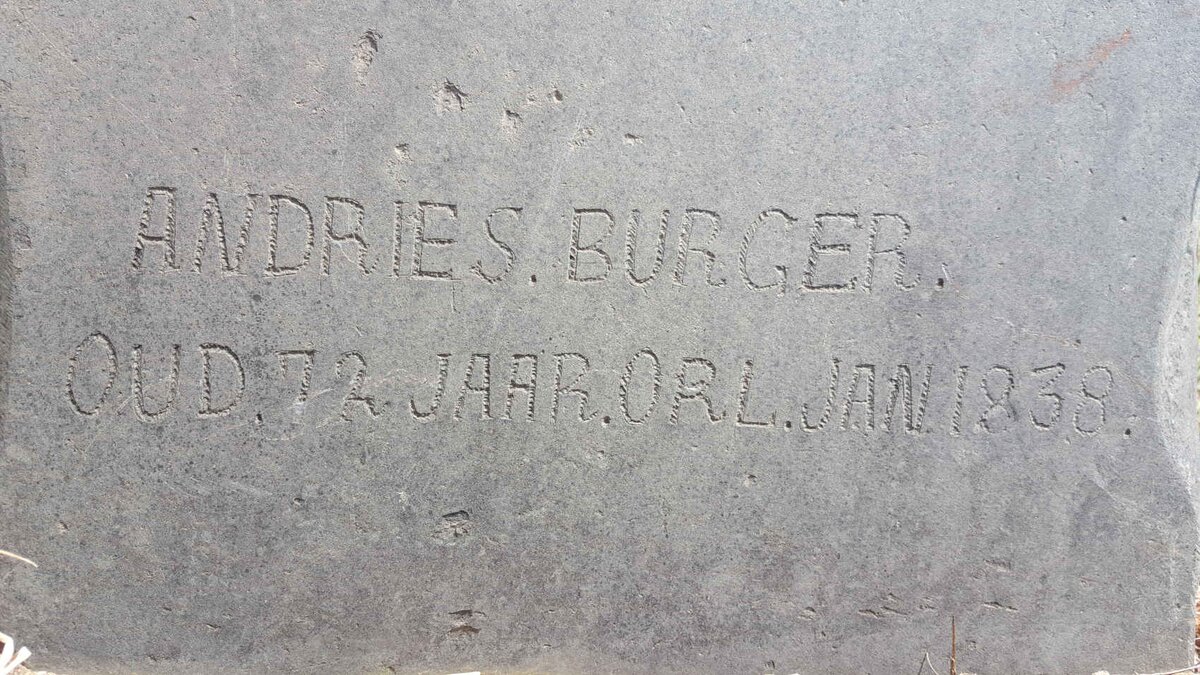 ANDRIES. BURGER.
OUD. 72 JAAR. ORL. JAN. 1838.